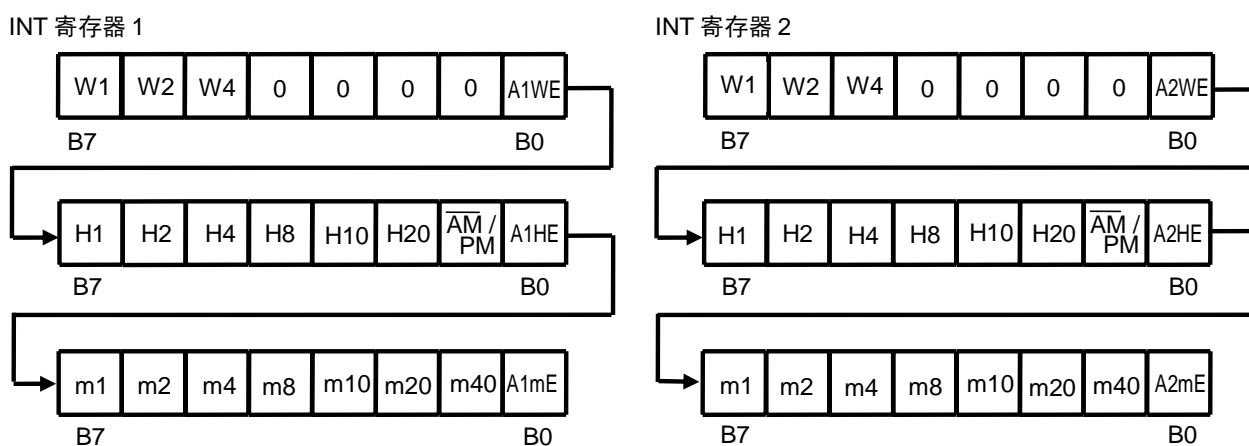 INT 寄存器 1
W1 W2 W4 0 0 0 0 A1WE
B7 B0
H1 H2 H4 H8 H10 H20 AM / PM A1HE
B7 B0
m1 m2 m4 m8 m10 m20 m40 A1mE
B7 B0
INT 寄存器 2
W1 W2 W4 0 0 0 0 A2WE
B7 B0
H1 H2 H4 H8 H10 H20 AM / PM A2HE
B7 B0
m1 m2 m4 m8 m10 m20 m40 A2mE
B7 B0